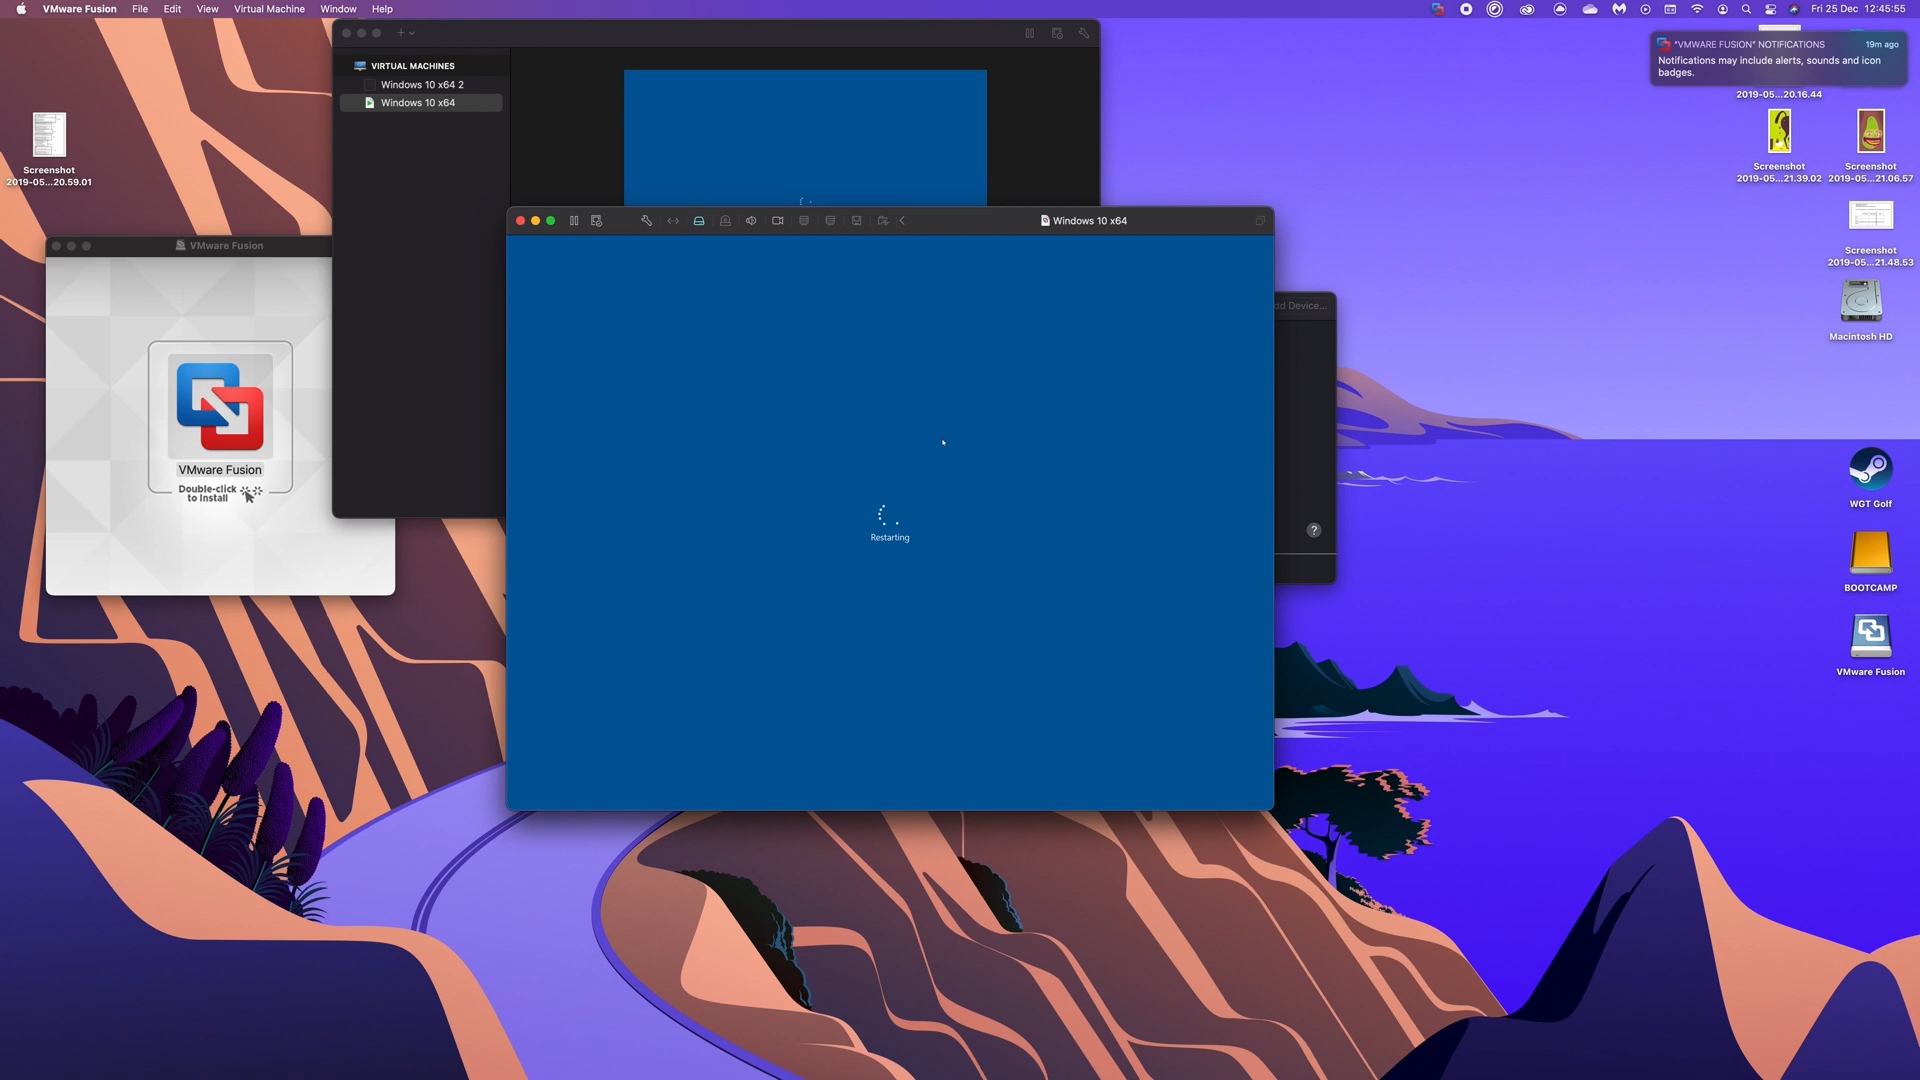 VMware Fusion File Edit View Virtual Machine Window Help
Fri 25 Dec 12:45:55
"VMWARE FUSION" NOTIFICATIONS 19m ago
Notifications may include alerts, sounds and icon
badges.
2019-05...20.16.44
Screenshot
2019-05...20.59.01
VIRTUAL MACHINES
Windows 10 x64 2
Windows 10 x64
Windows 10 x64
Restarting
VMware Fusion
VMware Fusion
Double-click
to Install
dd Device...
?
Screenshot
2019-05...21.39.02
Screenshot
2019-05...21.06.57
Screenshot
2019-05...21.48.53
Macintosh HD
WGT Golf
BOOTCAMP
VMware Fusion